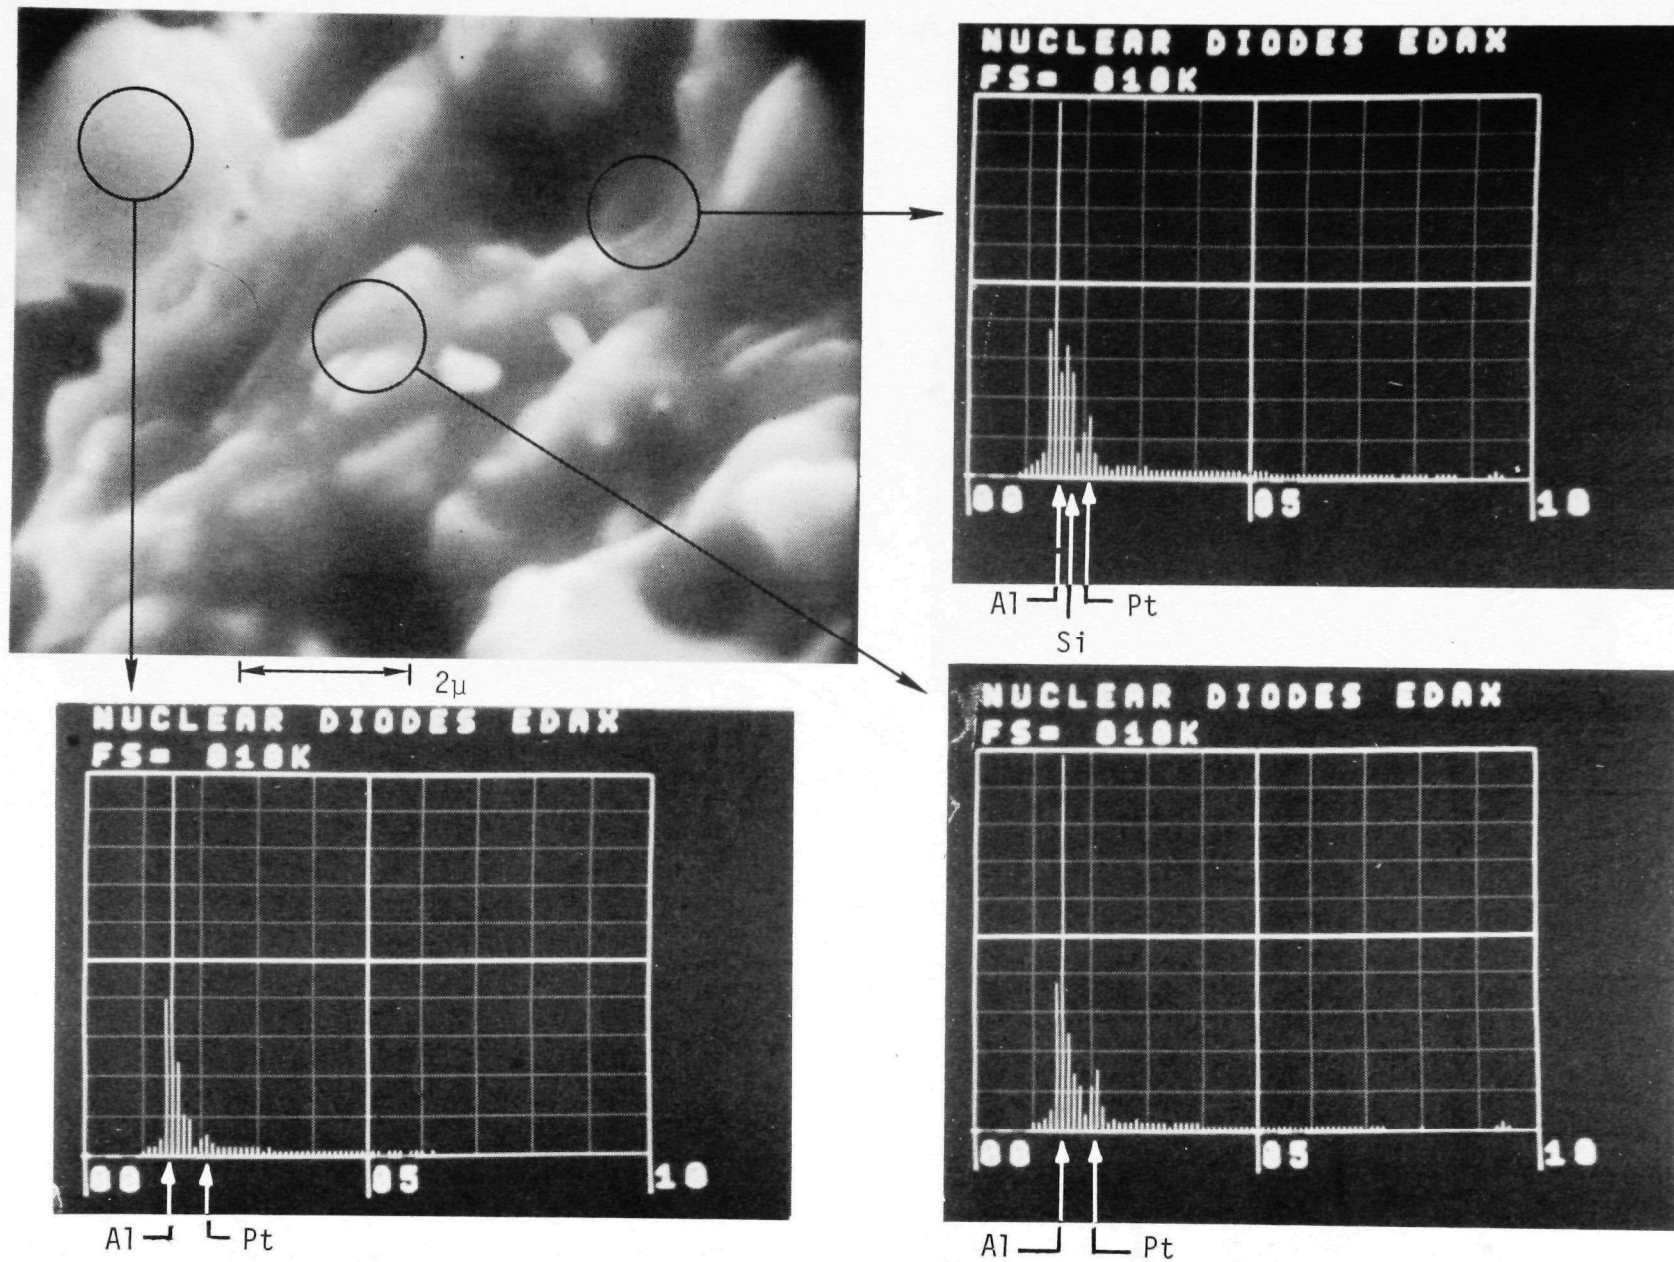 NUCLEAR DIODES EDAX
FS= 010K
00 05 10
Al Pt
Si
2μ
NUCLEAR DIODES EDAX
FS= 010K
00 05 10
Al Pt
NUCLEAR DIODES EDAX
FS= 010K
00 05 10
Al Pt